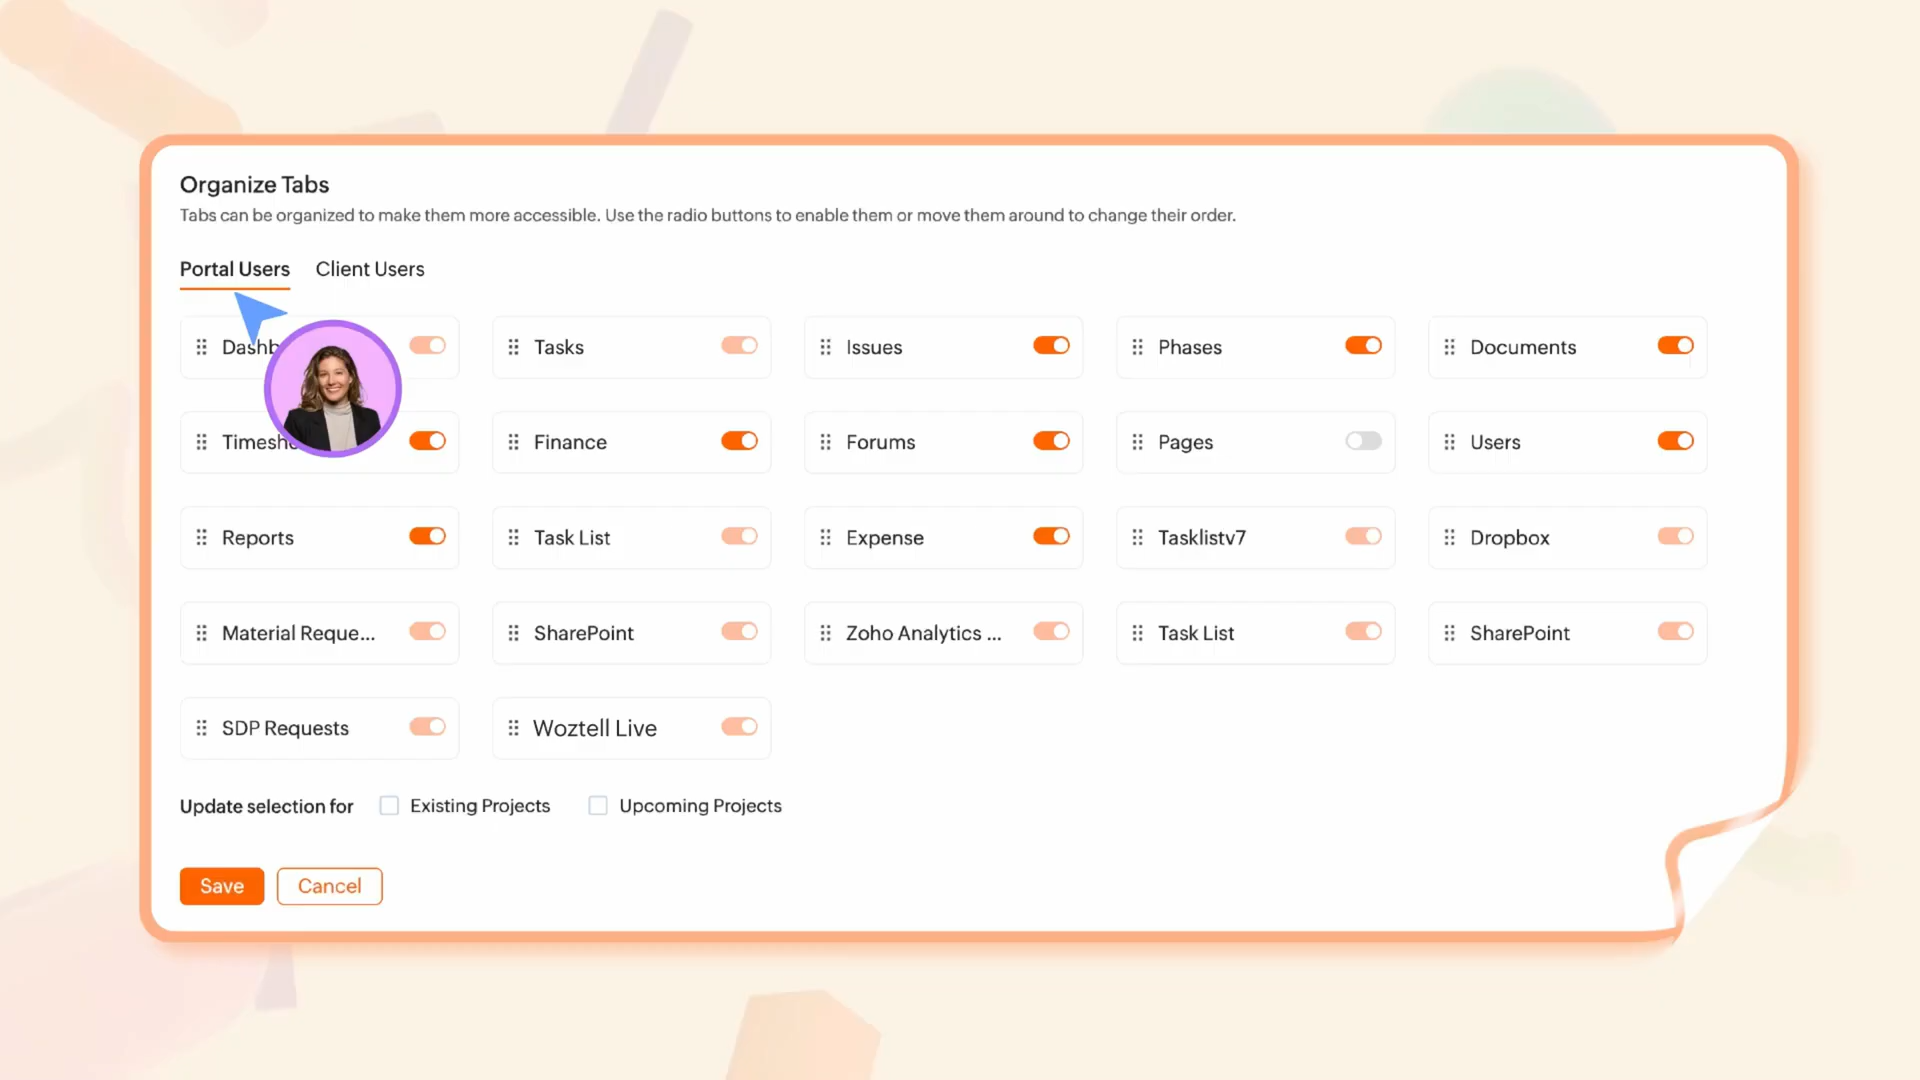 Organize Tabs
Tabs can be organized to make them more accessible. Use the radio buttons to enable them or move them around to change their order.
Portal Users Client Users
Tasks Issues Phases Documents
Finance Forums Pages Users
Reports Task List Expense Tasklistv7 Dropbox
Material Reque... SharePoint Zoho Analytics ... Task List SharePoint
SDP Requests Woztell Live
Update selection for Existing Projects Upcoming Projects
Save Cancel